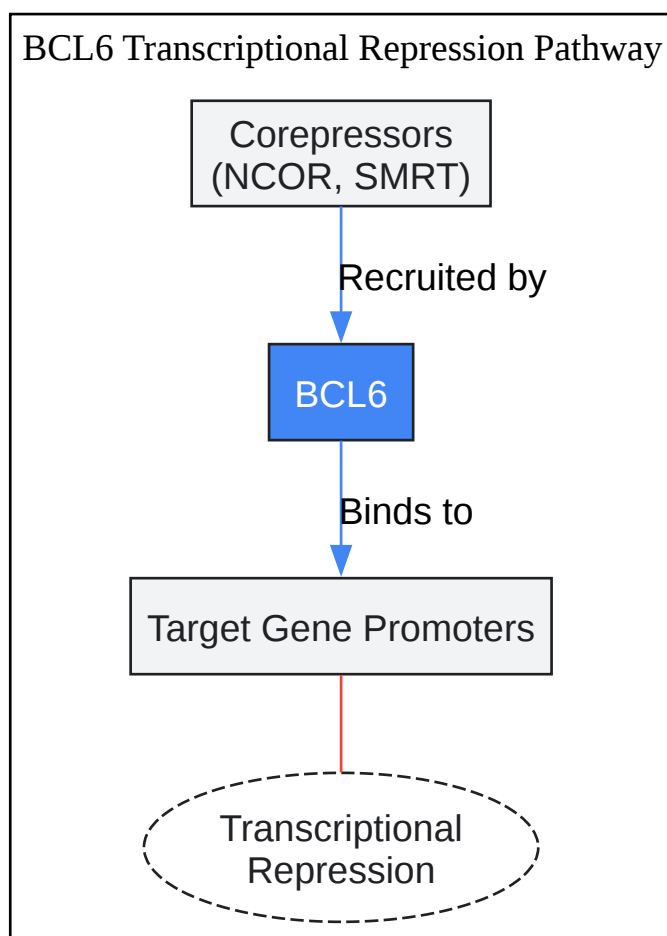 BCL6 Transcriptional Repression Pathway
Corepressors
(NCOR, SMRT)
Recruited by
BCL6
Binds to
Target Gene Promoters
Transcriptional
Repression